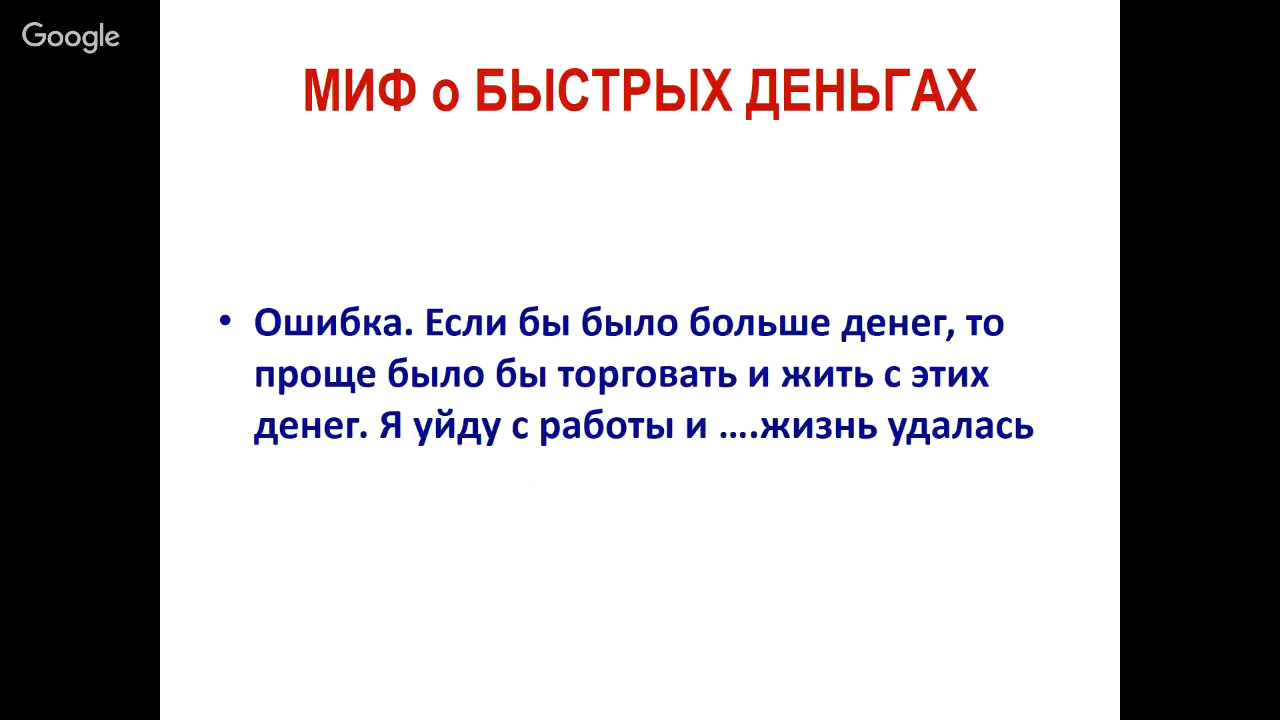 Google
МИФ о БЫСТРЫХ ДЕНЬГАХ
• Ошибка. Если бы было больше денег, то
проще было бы торговать и жить с этих
денег. Я уйду с работы и ….жизнь удалась